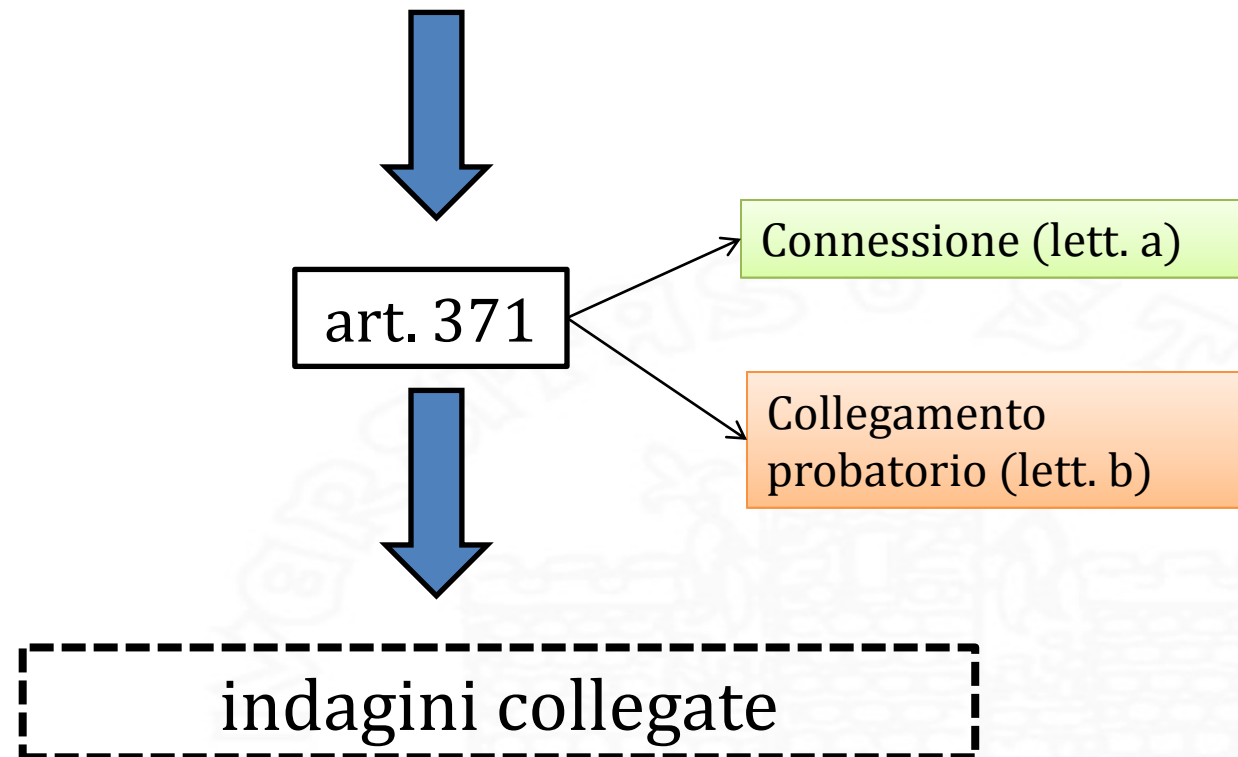 Connessione (lett. a)
art. 371
Collegamento
probatorio (lett. b)
indagini collegate